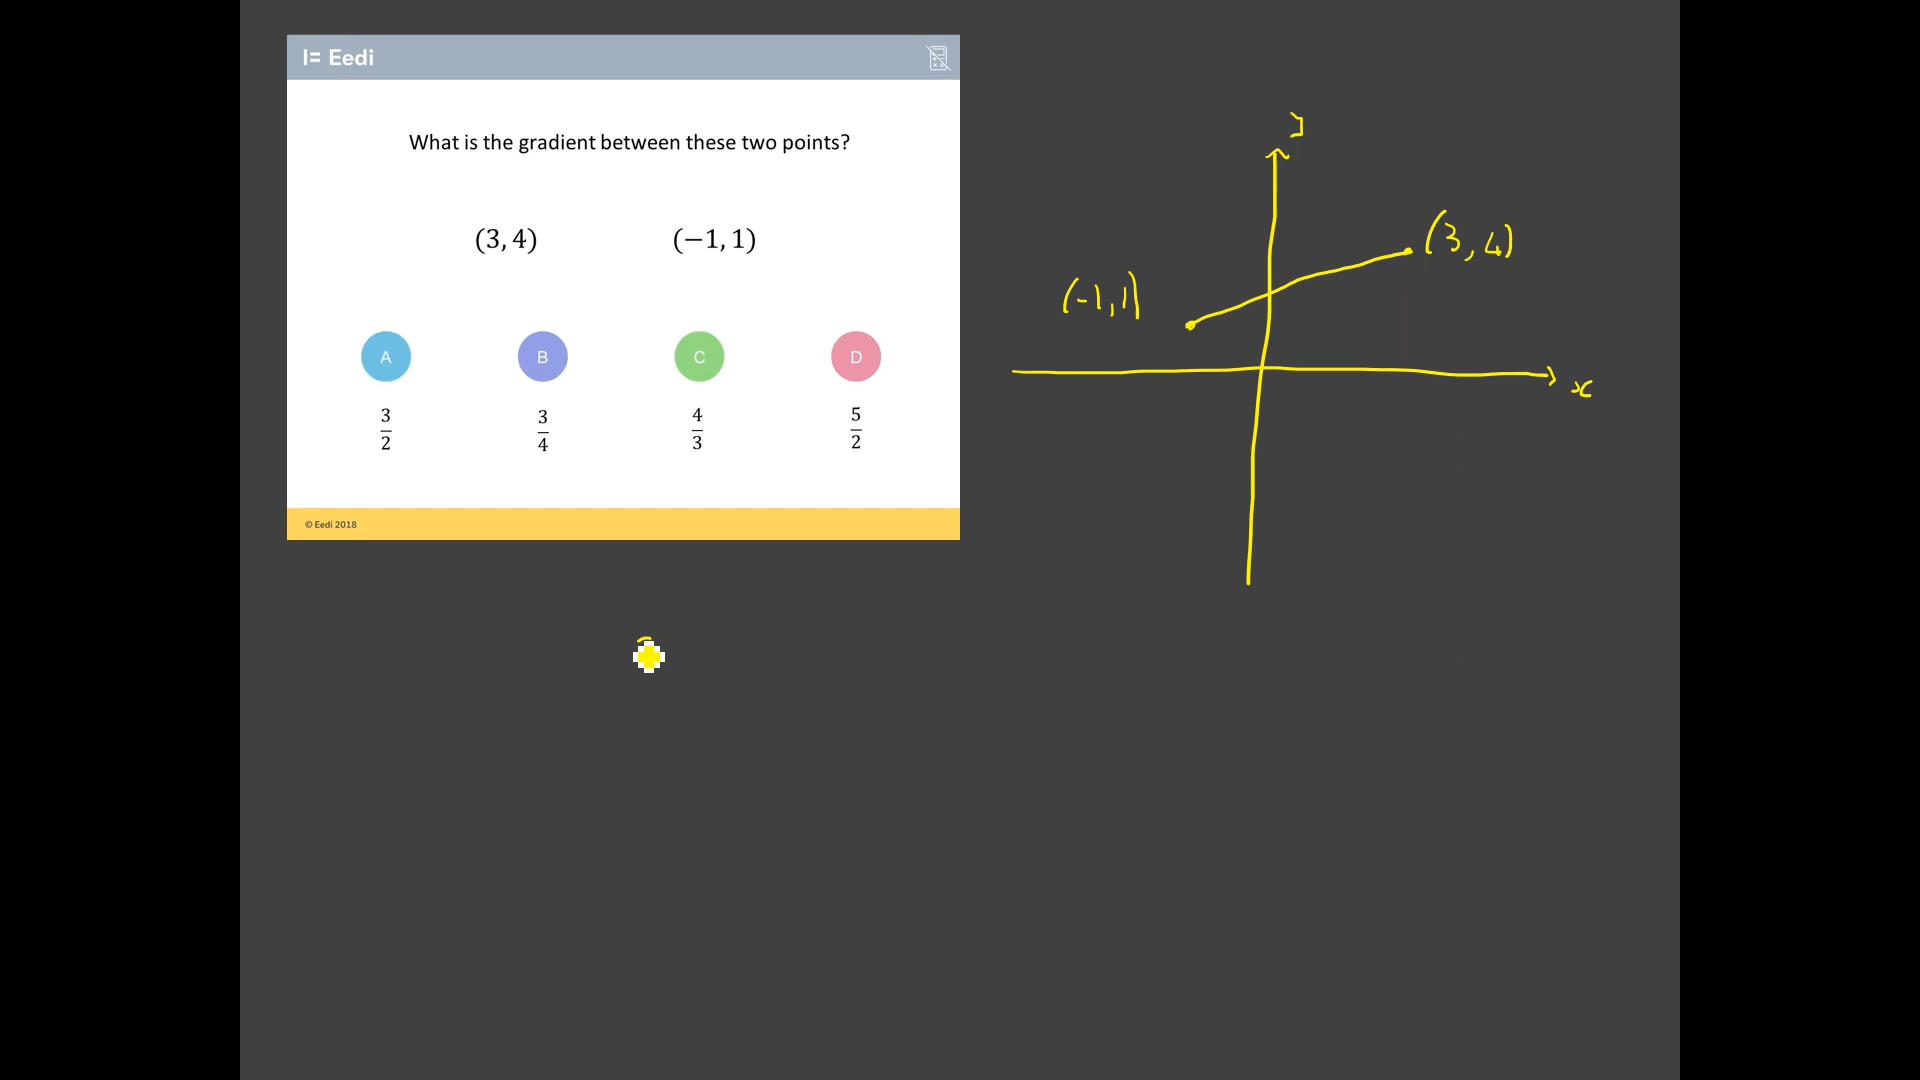 I= Eedi
What is the gradient between these two points?
(3, 4) (−1, 1)
A B C D
3/2 3/4 4/3 5/2
© Eedi 2018
y
(3, 4)
(-1, 1)
x